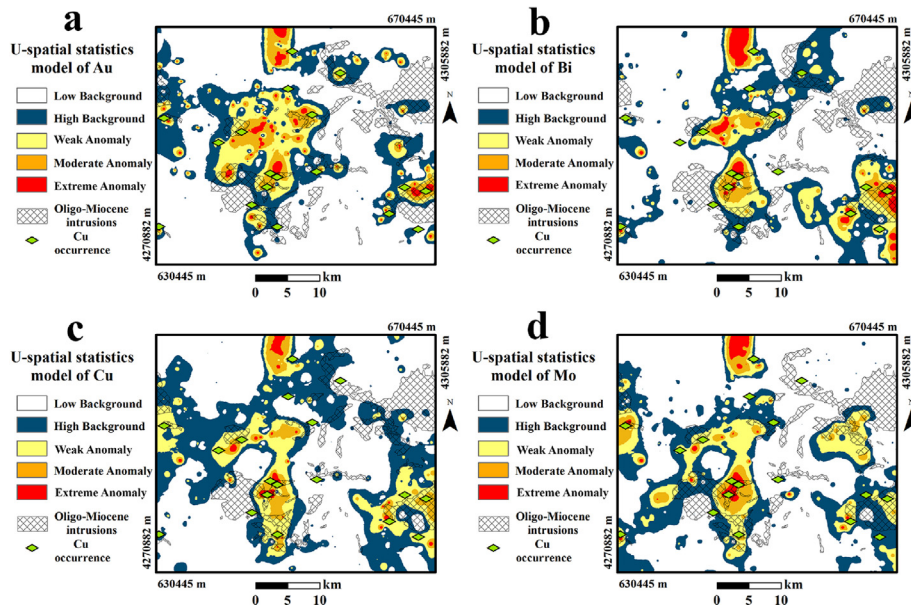 a
670445 m
U-spatial statistics
model of Au
Low Background
High Background
Weak Anomaly
Moderate Anomaly
Extreme Anomaly
Oligo-Miocene
intrusions
Cu
occurrence
4305882 m
N
4270882 m
630445 m
km
0 5 10
b
670445 m
U-spatial statistics
model of Bi
Low Background
High Background
Weak Anomaly
Moderate Anomaly
Extreme Anomaly
Oligo-Miocene
intrusions
Cu
occurrence
4305882 m
N
4270882 m
630445 m
km
0 5 10
c
670445 m
U-spatial statistics
model of Cu
Low Background
High Background
Weak Anomaly
Moderate Anomaly
Extreme Anomaly
Oligo-Miocene
intrusions
Cu
occurrence
4305882 m
N
4270882 m
630445 m
km
0 5 10
d
670445 m
U-spatial statistics
model of Mo
Low Background
High Background
Weak Anomaly
Moderate Anomaly
Extreme Anomaly
Oligo-Miocene
intrusions
Cu
occurrence
4305882 m
N
4270882 m
630445 m
km
0 5 10